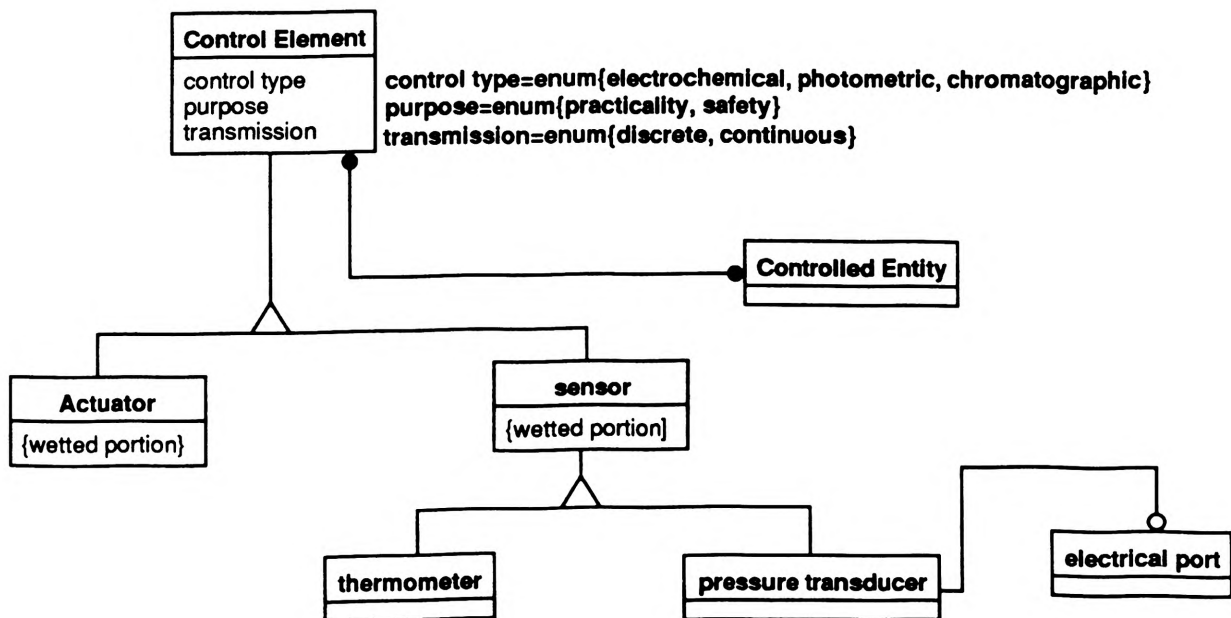 Control Element
control type
purpose
transmission
control type=enum{electrochemical, photometric, chromatographic}
purpose=enum{practicality, safety}
transmission=enum{discrete, continuous}
Controlled Entity
Actuator
{wetted portion}
sensor
{wetted portion]
thermometer
pressure transducer
electrical port